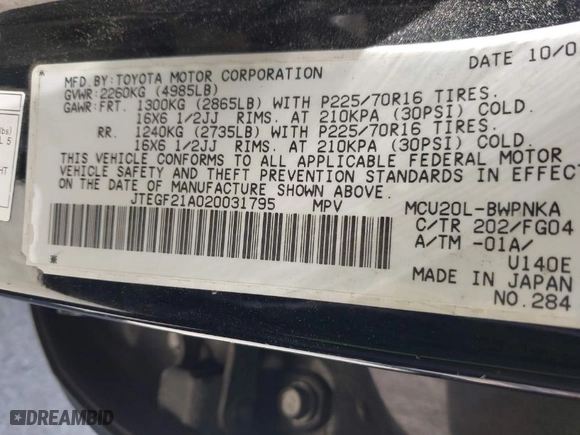 DATE 10/0
MFD.BY:TOYOTA MOTOR CORPORATION
GVWR:2260KG (4985LB)
GAWR:FRT. 1300KG (2865LB) WITH P225/70R16 TIRES.
16X6 1/2JJ RIMS. AT 210KPA (30PSI) COLD.
RR. 1240KG (2735LB) WITH P225/70R16 TIRES.
16X6 1/2JJ RIMS. AT 210KPA (30PSI) COLD.
THIS VEHICLE CONFORMS TO ALL APPLICABLE FEDERAL MOTOR
VEHICLE SAFETY AND THEFT PREVENTION STANDARDS IN EFFE
ON THE DATE OF MANUFACTURE SHOWN ABOVE.
JTEGF21A020031795 MPV MCU20L-BWPNKA
C/TR 202/FG04
A/TM -01A/
U140E
MADE IN JAPAN
NO.284
lbs)
L 5
HT
DREAMBID